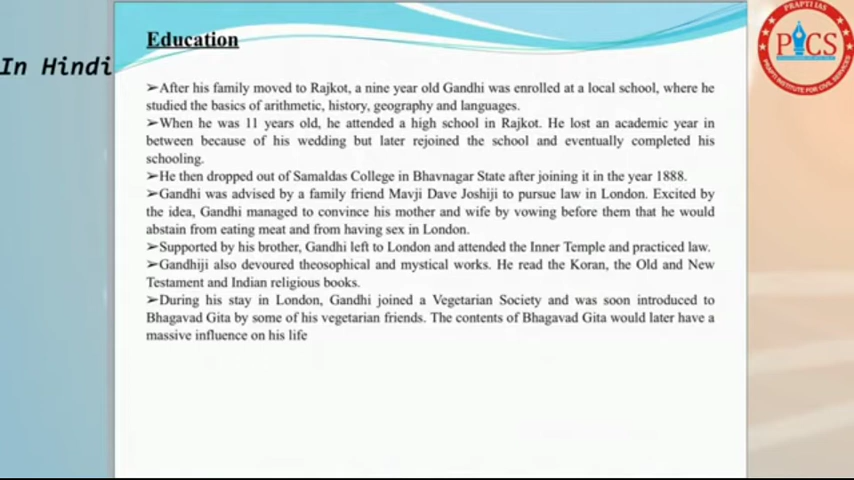 Education
In Hindi
➢After his family moved to Rajkot, a nine year old Gandhi was enrolled at a local school, where he
studied the basics of arithmetic, history, geography and languages.
➢When he was 11 years old, he attended a high school in Rajkot. He lost an academic year in
between because of his wedding but later rejoined the school and eventually completed his
schooling.
➢He then dropped out of Samaldas College in Bhavnagar State after joining it in the year 1888.
➢Gandhi was advised by a family friend Mavji Dave Joshiji to pursue law in London. Excited by
the idea, Gandhi managed to convince his mother and wife by vowing before them that he would
abstain from eating meat and from having sex in London.
➢Supported by his brother, Gandhi left to London and attended the Inner Temple and practiced law.
➢Gandhiji also devoured theosophical and mystical works. He read the Koran, the Old and New
Testament and Indian religious books.
➢During his stay in London, Gandhi joined a Vegetarian Society and was soon introduced to
Bhagavad Gita by some of his vegetarian friends. The contents of Bhagavad Gita would later have a
massive influence on his life
PRAPTI IAS
PiCS
PRAPTI INSTITUTE FOR CIVIL SERVICES